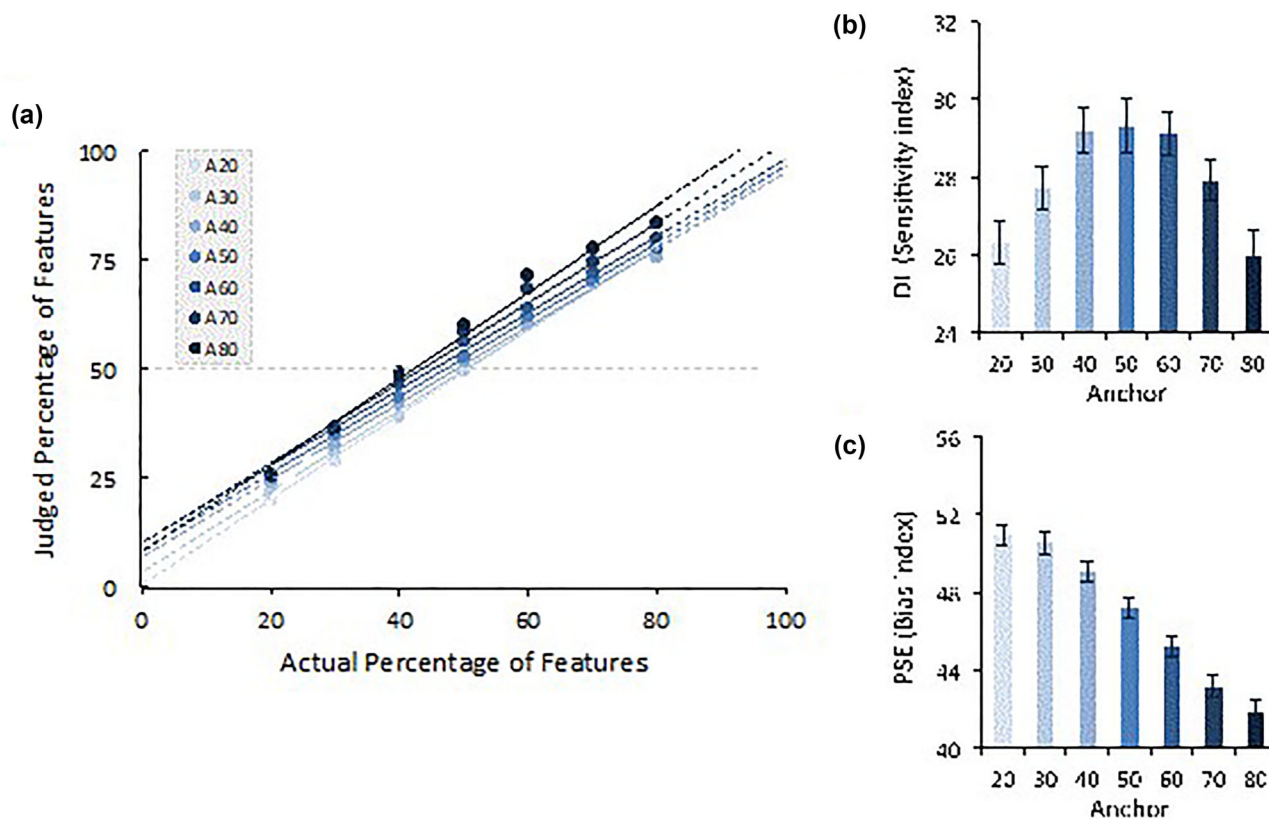 (a)
Judged Percentage of Features
100
75
50
25
0
A20
A30
A40
A50
A60
A70
A80
0 20 40 60 80 100
Actual Percentage of Features
(b)
DI (Sensitivity index)
32
30
28
26
24
20 30 40 50 60 70 80
Anchor
(c)
PSE (Bias index)
56
52
48
44
40
20 30 40 50 60 70 80
Anchor